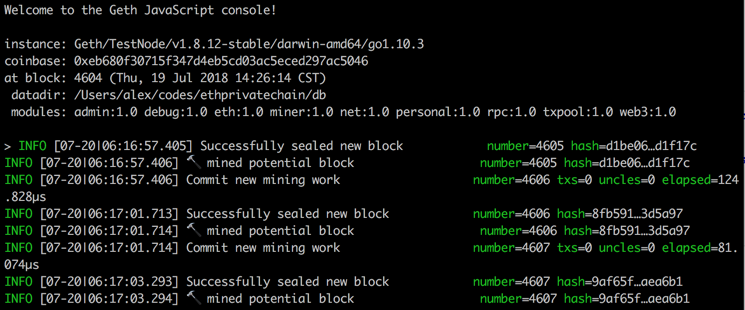 Welcome to the Geth JavaScript console!
instance: Geth/TestNode/v1.8.12-stable/darwin-amd64/go1.10.3
coinbase: 0xeb680f30715f347d4eb5cd03ac5eced297ac5046
at block: 4604 (Thu, 19 Jul 2018 14:26:14 CST)
datadir: /Users/alex/codes/ethprivatechain/db
modules: admin:1.0 debug:1.0 eth:1.0 miner:1.0 net:1.0 personal:1.0 rpc:1.0 txpool:1.0 web3:1.0
> INFO [07-20|06:16:57.405] Successfully sealed new block number=4605 hash=d1be06…d1f17c
INFO [07-20|06:16:57.406] 🔨 mined potential block number=4605 hash=d1be06…d1f17c
INFO [07-20|06:16:57.406] Commit new mining work number=4606 txs=0 uncles=0 elapsed=124
.828µs
INFO [07-20|06:17:01.713] Successfully sealed new block number=4606 hash=8fb591…3d5a97
INFO [07-20|06:17:01.714] 🔨 mined potential block number=4606 hash=8fb591…3d5a97
INFO [07-20|06:17:01.714] Commit new mining work number=4607 txs=0 uncles=0 elapsed=81.
074µs
INFO [07-20|06:17:03.293] Successfully sealed new block number=4607 hash=9af65f…aea6b1
INFO [07-20|06:17:03.294] 🔨 mined potential block number=4607 hash=9af65f…aea6b1